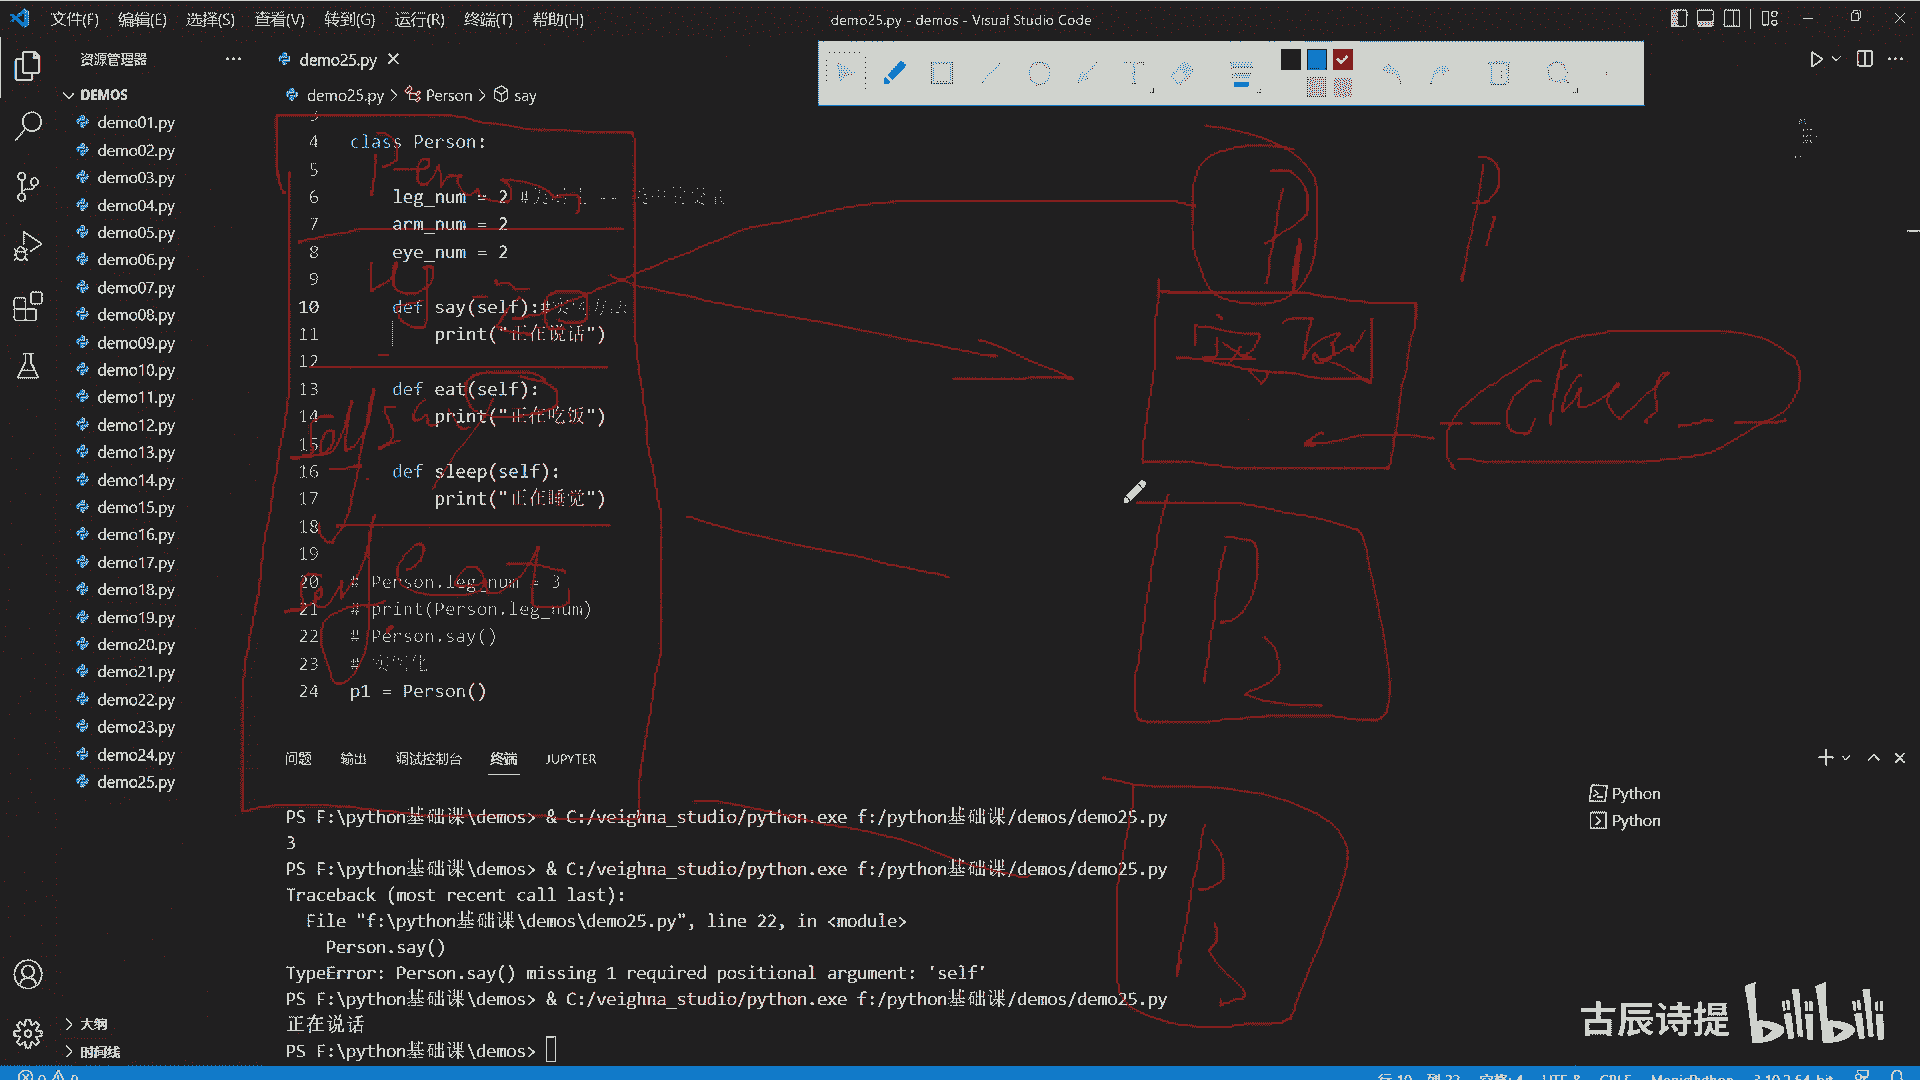 文件(F) 编辑(E) 选择(S) 查看(V) 转到(G) 运行(R) 终端(T) 帮助(H)
demo25.py - demos - Visual Studio Code
资源管理器
demo25.py
DEMOS
demo25.py > Person > say
demo01.py
demo02.py
demo03.py
demo04.py
demo05.py
demo06.py
demo07.py
demo08.py
demo09.py
demo10.py
demo11.py
demo12.py
demo13.py
demo14.py
demo15.py
demo16.py
demo17.py
demo18.py
demo19.py
demo20.py
demo21.py
demo22.py
demo23.py
demo24.py
demo25.py
大纲
时间线
3
4 class Person:
5
6 leg_num = 2 #
7 arm_num = 2
8 eye_num = 2
9
10 def say(self):#
11 print("正在说话")
12
13 def eat(self):
14 print("正在吃饭")
15
16 def sleep(self):
17 print("正在睡觉")
18
19
20 # Person.leg_num = 3
21 # print(Person.leg_num)
22 # Person.say()
23 # 实例化
24 p1 = Person()
Person
self.say
self.eat
P1
P1
__class__
P2
P3
问题 输出 调试控制台 终端 JUPYTER
PS F:\python基础课\demos> & C:/veighna_studio/python.exe f:/python基础课/demos/demo25.py
3
PS F:\python基础课\demos> & C:/veighna_studio/python.exe f:/python基础课/demos/demo25.py
Traceback (most recent call last):
File "f:\python基础课\demos\demo25.py", line 22, in <module>
Person.say()
TypeError: Person.say() missing 1 required positional argument: 'self'
PS F:\python基础课\demos> & C:/veighna_studio/python.exe f:/python基础课/demos/demo25.py
正在说话
PS F:\python基础课\demos>
Python
Python
古辰诗提 bilibili